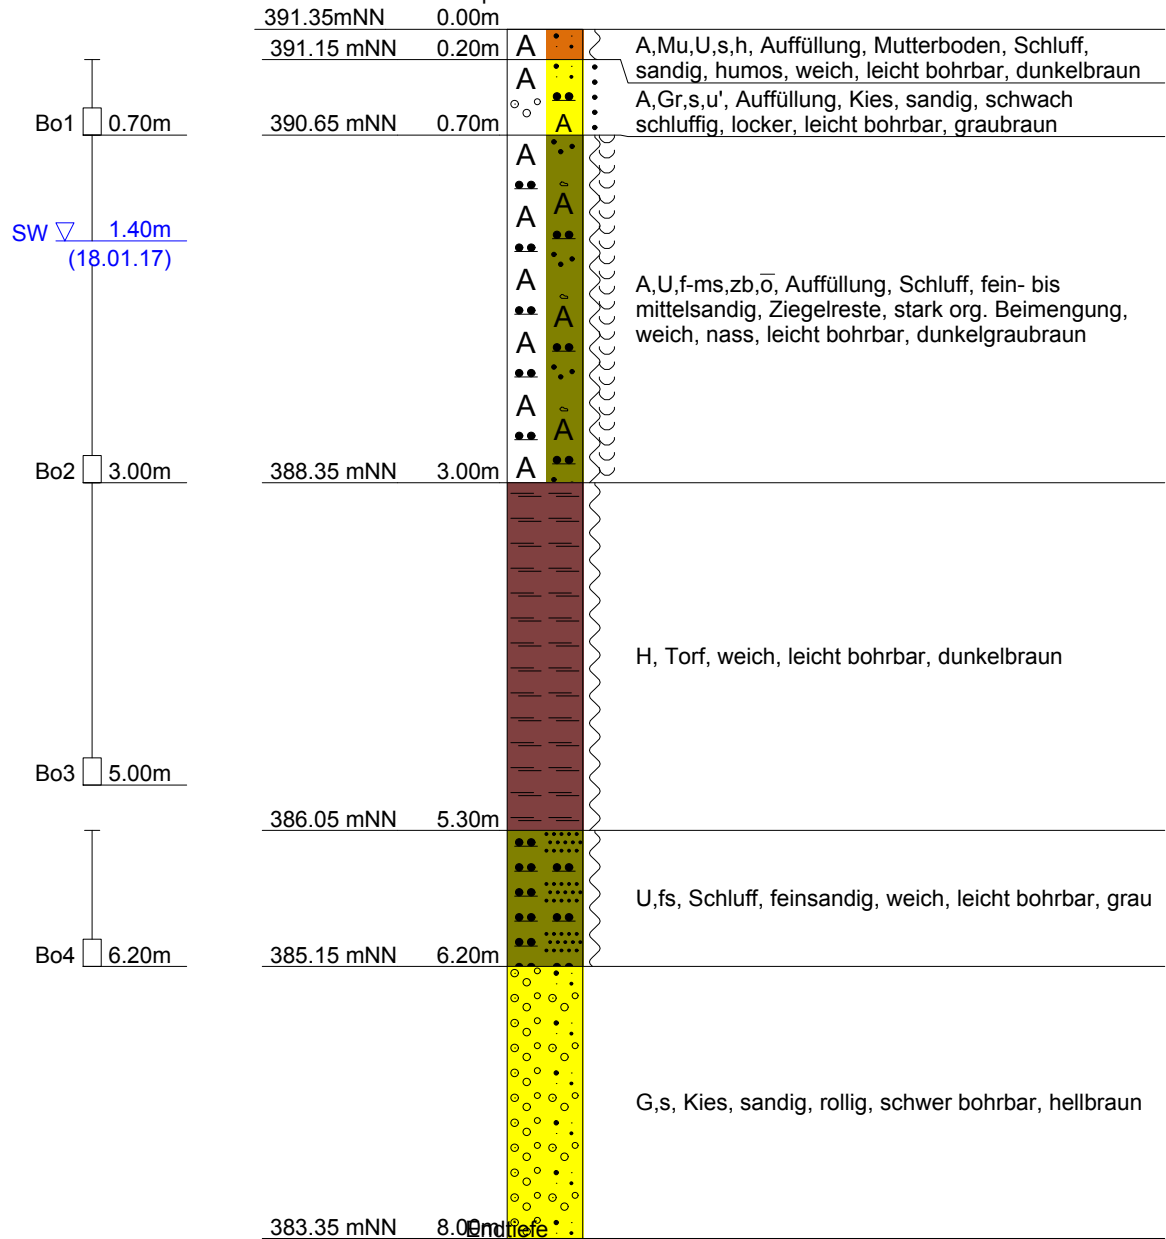 391.35mNN 0.00m
391.15 mNN 0.20m A
A,Mu,U,s,h, Auffüllung, Mutterboden, Schluff,
sandig, humos, weich, leicht bohrbar, dunkelbraun
A
A,Gr,s,u', Auffüllung, Kies, sandig, schwach
schluffig, locker, leicht bohrbar, graubraun
Bo1 0.70m 390.65 mNN 0.70m A
A
A
SW 1.40m
(18.01.17)
A
A
A,U,f-ms,zb,o̅, Auffüllung, Schluff, fein- bis
mittelsandig, Ziegelreste, stark org. Beimengung,
weich, nass, leicht bohrbar, dunkelgraubraun
A
A
A
A
Bo2 3.00m 388.35 mNN 3.00m A
H, Torf, weich, leicht bohrbar, dunkelbraun
Bo3 5.00m
386.05 mNN 5.30m
U,fs, Schluff, feinsandig, weich, leicht bohrbar, grau
Bo4 6.20m 385.15 mNN 6.20m
G,s, Kies, sandig, rollig, schwer bohrbar, hellbraun
383.35 mNN 8.00m Endtiefe